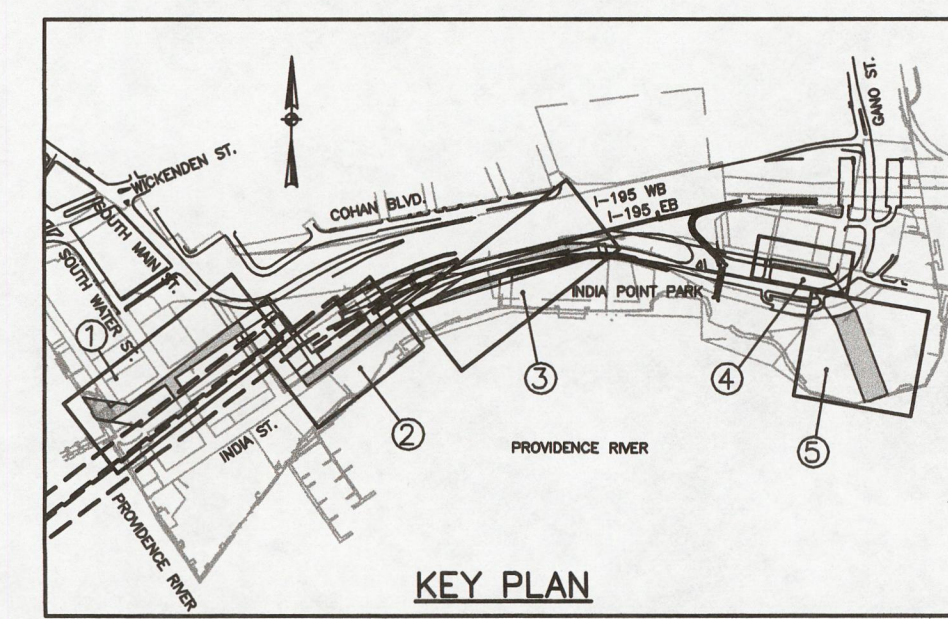 GANO ST.
WICKENDEN ST.
COHAN BLVD.
I-195 WB
I-195 EB
SOUTH MAIN ST.
SOUTH WATER ST.
INDIA POINT PARK
1
2
3
4
5
INDIA ST.
PROVIDENCE RIVER
PROVIDENCE RIVER
KEY PLAN